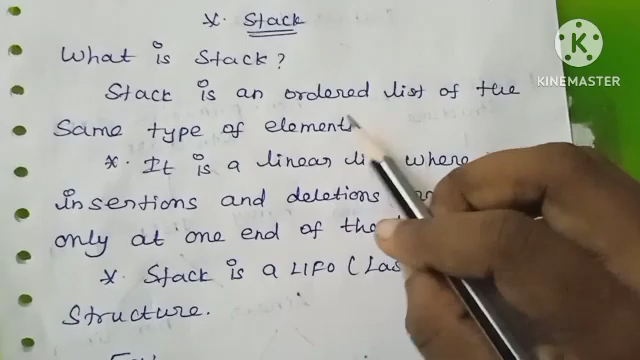 * Stack
What is Stack?
Stack is an ordered list of the
Same type of element
*. It is a linear li where
insertions and deletions
only at one end of the
*. Stack is a LIFO (Las
Structure.
K
KINEMASTER